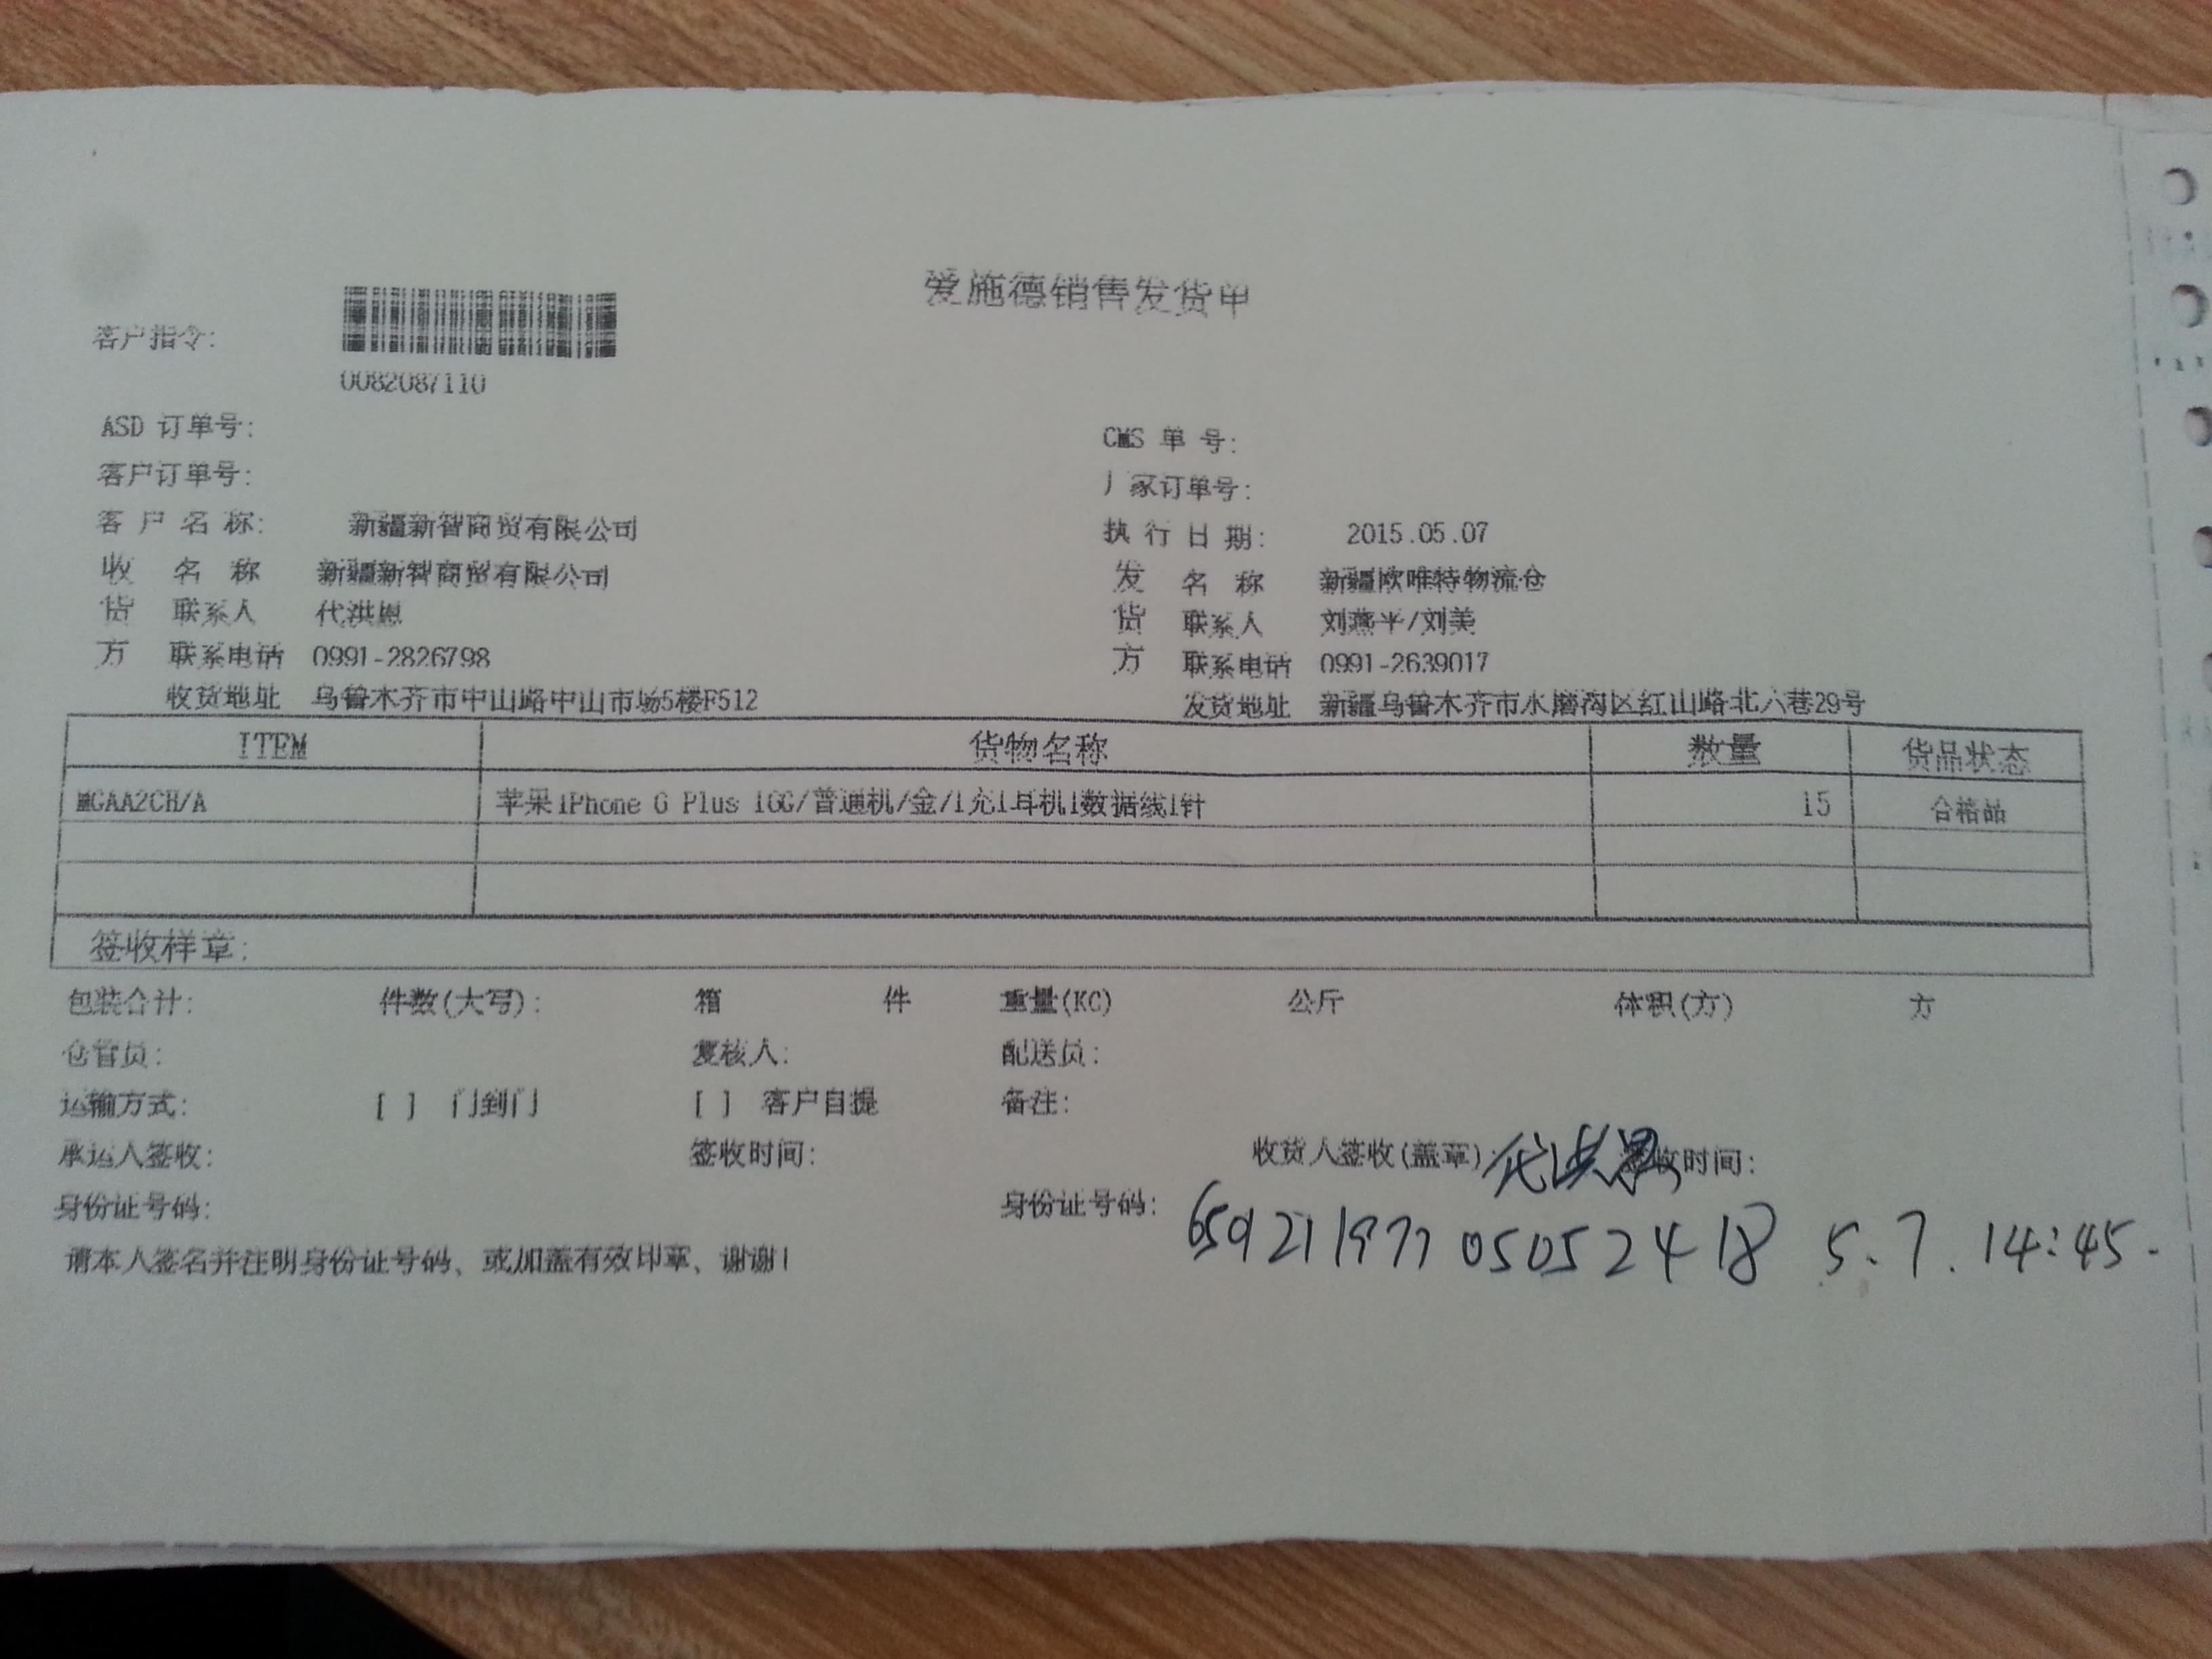 爱施德销售发货单
客户指令:
0082087110
ASD 订单号:
CMS 单 号:
客户订单号:
厂家订单号:
客 户 名 称: 新疆新智商贸有限公司
执 行 日 期: 2015.05.07
收 名 称 新疆新智商贸有限公司
发 名 称 新疆欧唯特物流仓
货 联系人 代洪恩
货 联系人 刘燕平/刘美
方 联系电话 0991-2826798
方 联系电话 0991-2639017
收货地址 乌鲁木齐市中山路中山市场5楼F512
发货地址 新疆乌鲁木齐市水磨沟区红山路北六巷29号
ITEM 货物名称 数量 货品状态
MGAA2CH/A 苹果iPhone 6 Plus 16G/普通机/金/1充1耳机1数据线1针 15 合格品
签收样章:
包装合计: 件数(大写): 箱 件 重量(KG) 公斤 体积(方) 方
仓管员: 复核人: 配送员:
运输方式: [ ] 门到门 [ ] 客户自提 备注:
承运人签收: 签收时间: 收货人签收(盖章): 代洪恩 签收时间:
身份证号码: 身份证号码: 65921197705052418 5.7.14:45.
请本人签名并注明身份证号码、或加盖有效印章、谢谢!